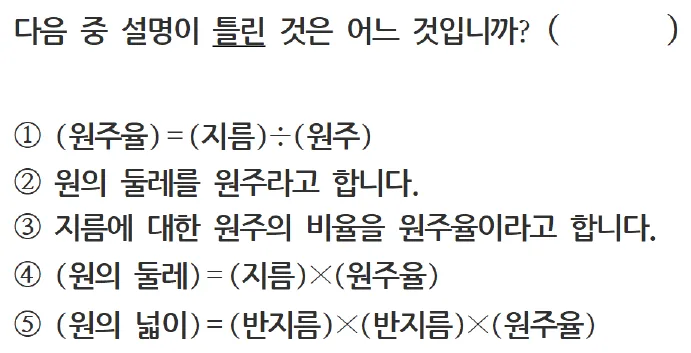 다음 중 설명이 틀린 것은 어느 것입니까? (          )
① (원주율)=(지름)÷(원주)
② 원의 둘레를 원주라고 합니다.
③ 지름에 대한 원주의 비율을 원주율이라고 합니다.
④ (원의 둘레)=(지름)×(원주율)
⑤ (원의 넓이)=(반지름)×(반지름)×(원주율)